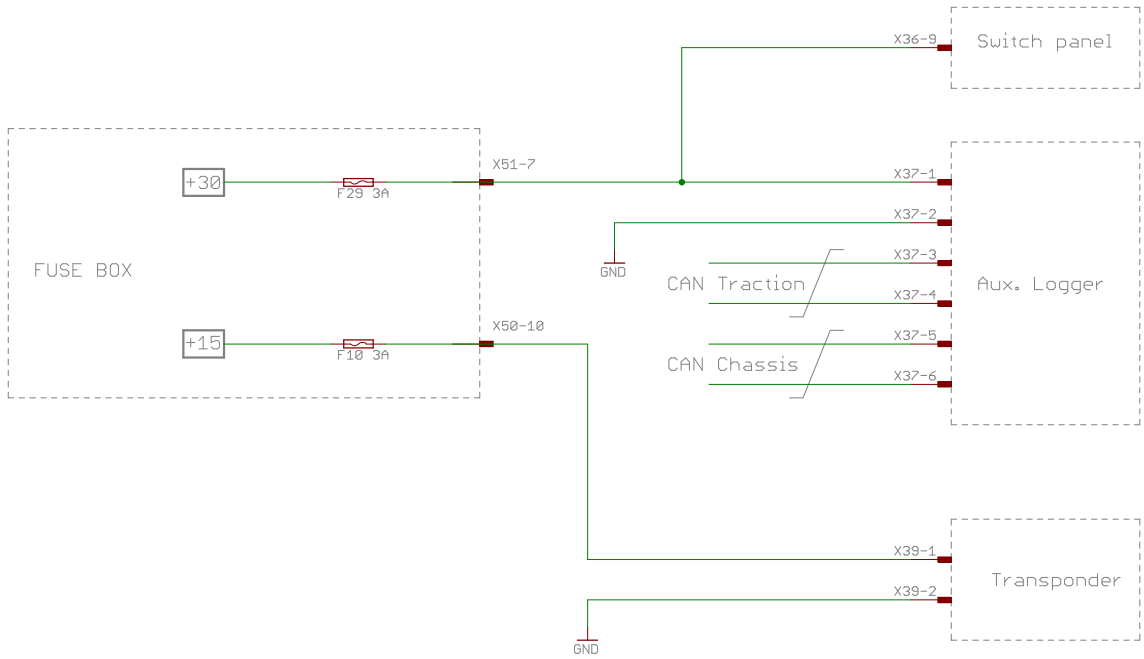 X36-9
Switch panel
X51-7
+30
F29 3A
X37-1
X37-2
GND
X37-3
FUSE BOX
CAN Traction
Aux. Logger
X37-4
X50-10
+15
F10 3A
X37-5
CAN Chassis
X37-6
X39-1
Transponder
X39-2
GND